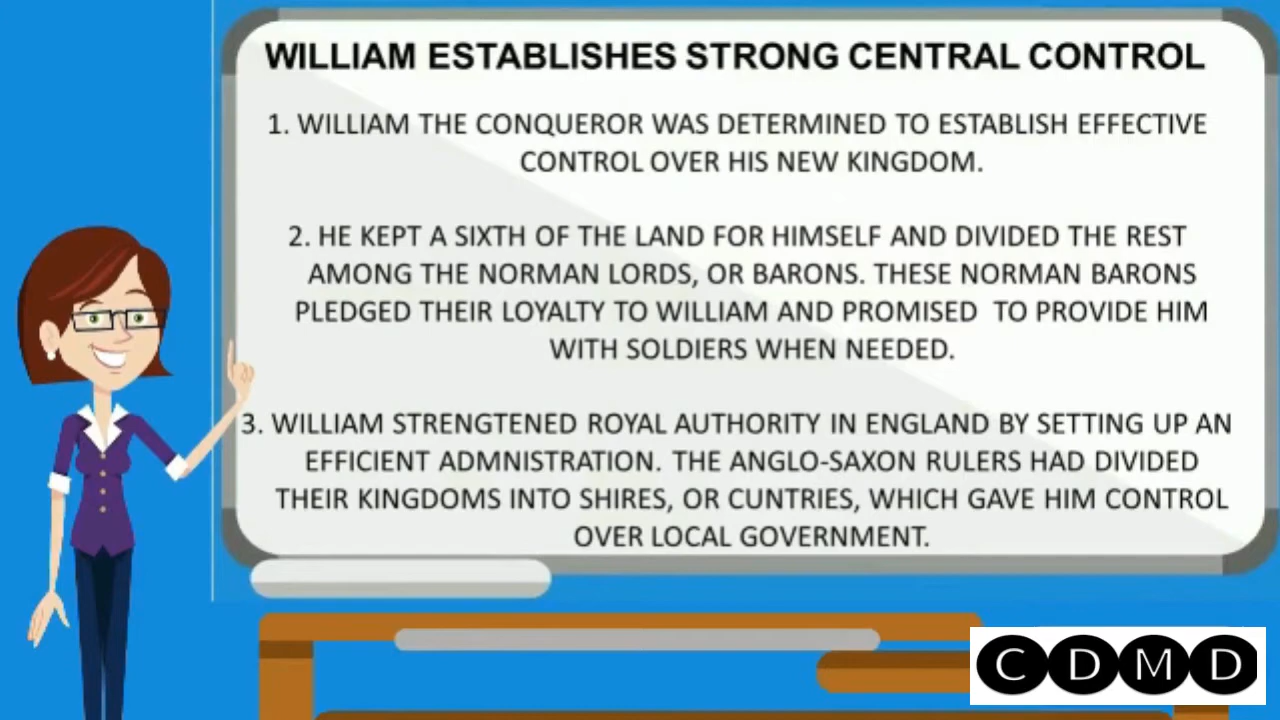 WILLIAM ESTABLISHES STRONG CENTRAL CONTROL
1. WILLIAM THE CONQUEROR WAS DETERMINED TO ESTABLISH EFFECTIVE
CONTROL OVER HIS NEW KINGDOM.
2. HE KEPT A SIXTH OF THE LAND FOR HIMSELF AND DIVIDED THE REST
AMONG THE NORMAN LORDS, OR BARONS. THESE NORMAN BARONS
PLEDGED THEIR LOYALTY TO WILLIAM AND PROMISED  TO PROVIDE HIM
WITH SOLDIERS WHEN NEEDED.
3. WILLIAM STRENGTENED ROYAL AUTHORITY IN ENGLAND BY SETTING UP AN
EFFICIENT ADMNISTRATION. THE ANGLO-SAXON RULERS HAD DIVIDED
THEIR KINGDOMS INTO SHIRES, OR CUNTRIES, WHICH GAVE HIM CONTROL
OVER LOCAL GOVERNMENT.
CDMD